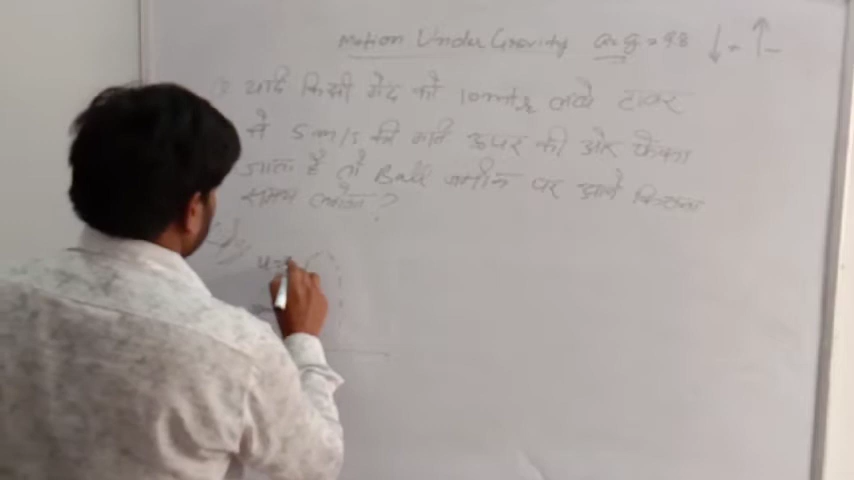 Motion Under Gravity a = g = 9.8 ↓ = ↑ -
यदि किसी गेंद को 10 mtr लंबे टावर
से 5 m/s की गति ऊपर की ओर फेंका
जाता है तो Ball जमीन पर आने कितना
समय लगेगा ?
u =